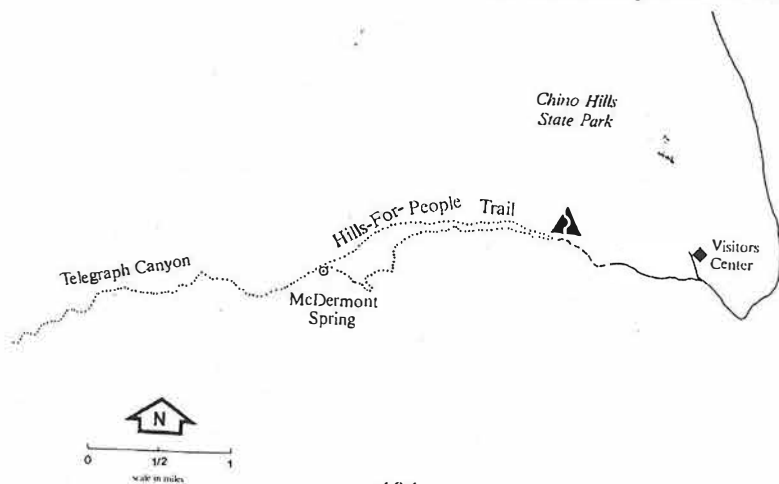 Chino Hills
State Park
Hills-For-People Trail
Telegraph Canyon
Visitors
Center
McDermont
Spring
N
0 1/2 1
scale in miles